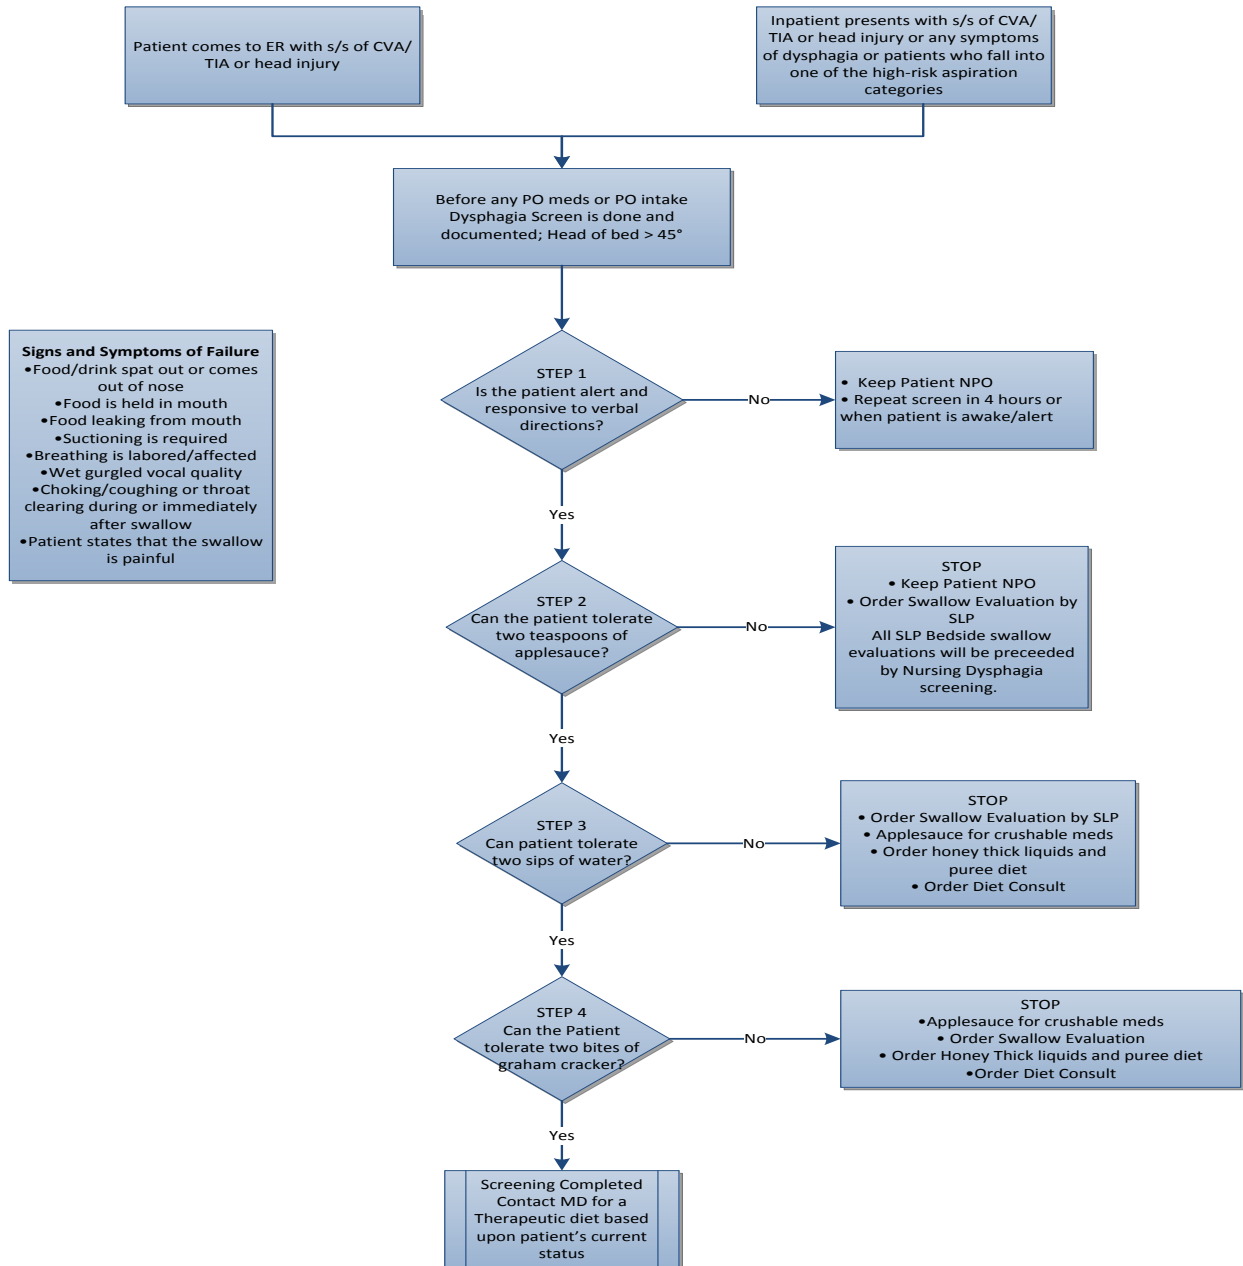 Patient comes to ER with s/s of CVA/
TIA or head injury
Inpatient presents with s/s of CVA/
TIA or head injury or any symptoms
of dysphagia or patients who fall into
one of the high-risk aspiration
categories
Before any PO meds or PO intake
Dysphagia Screen is done and
documented; Head of bed > 45°
Signs and Symptoms of Failure
•Food/drink spat out or comes
out of nose
•Food is held in mouth
•Food leaking from mouth
•Suctioning is required
•Breathing is labored/affected
•Wet gurgled vocal quality
•Choking/coughing or throat
clearing during or immediately
after swallow
•Patient states that the swallow
is painful
STEP 1
Is the patient alert and
responsive to verbal
directions?
No
• Keep Patient NPO
• Repeat screen in 4 hours or
when patient is awake/alert
Yes
STEP 2
Can the patient tolerate
two teaspoons of
applesauce?
No
STOP
• Keep Patient NPO
• Order Swallow Evaluation by
SLP
All SLP Bedside swallow
evaluations will be preceeded
by Nursing Dysphagia
screening.
Yes
STEP 3
Can patient tolerate
two sips of water?
No
STOP
• Order Swallow Evaluation by SLP
• Applesauce for crushable meds
• Order honey thick liquids and
puree diet
• Order Diet Consult
Yes
STEP 4
Can the Patient
tolerate two bites of
graham cracker?
No
STOP
•Applesauce for crushable meds
• Order Swallow Evaluation
• Order Honey Thick liquids and puree diet
•Order Diet Consult
Yes
Screening Completed
Contact MD for a
Therapeutic diet based
upon patient's current
status